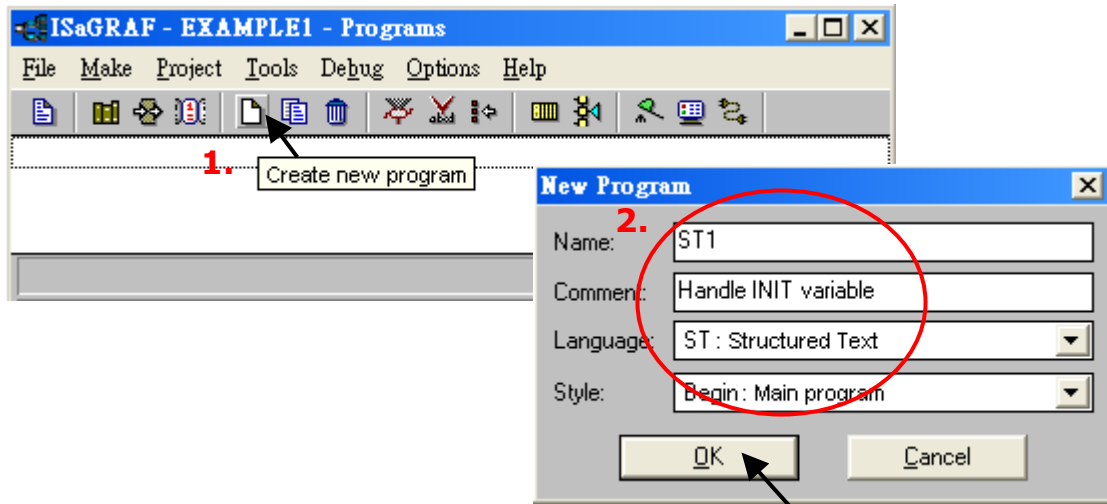 ISaGRAF - EXAMPLE1 - Programs
File Make Project Tools Debug Options Help
1.
Create new program
New Program
2.
Name: ST1
Comment: Handle INIT variable
Language: ST : Structured Text
Style: Begin : Main program
OK Cancel